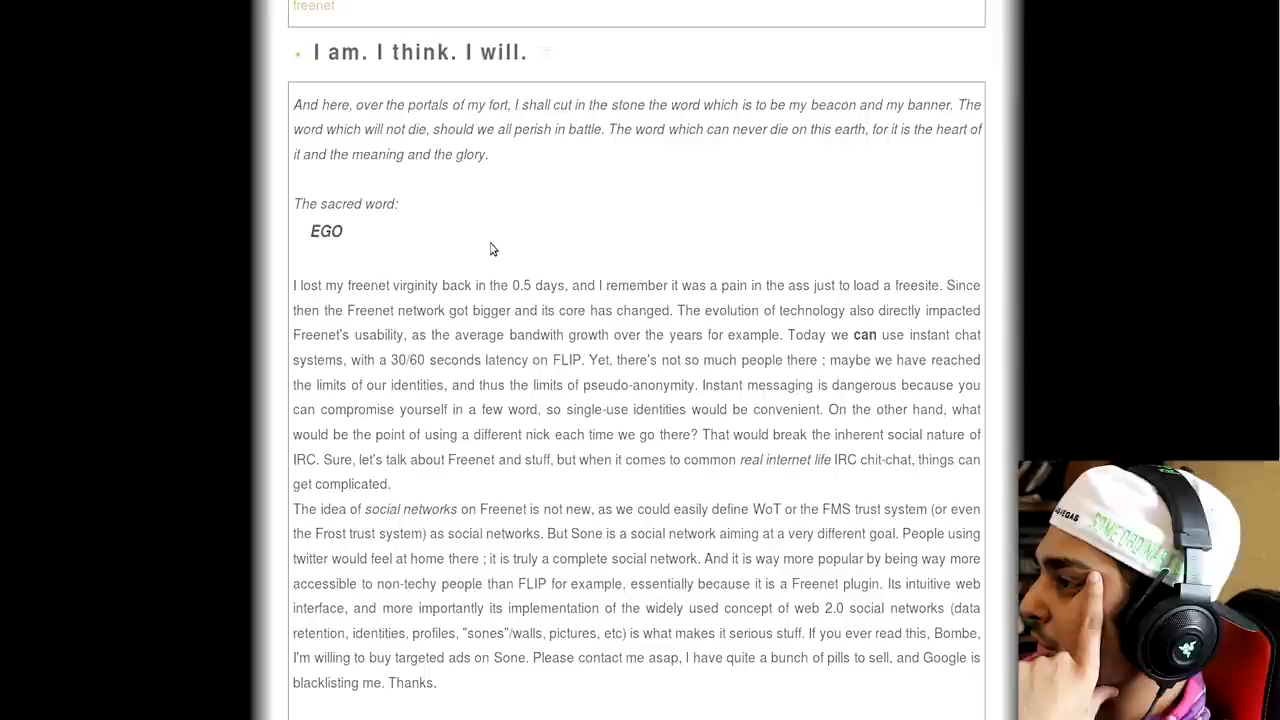 freenet
I am. I think. I will.
And here, over the portals of my fort, I shall cut in the stone the word which is to be my beacon and my banner. The
word which will not die, should we all perish in battle. The word which can never die on this earth, for it is the heart of
it and the meaning and the glory.
The sacred word:
EGO
I lost my freenet virginity back in the 0.5 days, and I remember it was a pain in the ass just to load a freesite. Since
then the Freenet network got bigger and its core has changed. The evolution of technology also directly impacted
Freenet's usability, as the average bandwith growth over the years for example. Today we can use instant chat
systems, with a 30/60 seconds latency on FLIP. Yet, there's not so much people there ; maybe we have reached
the limits of our identities, and thus the limits of pseudo-anonymity. Instant messaging is dangerous because you
can compromise yourself in a few word, so single-use identities would be convenient. On the other hand, what
would be the point of using a different nick each time we go there? That would break the inherent social nature of
IRC. Sure, let's talk about Freenet and stuff, but when it comes to common real internet life IRC chit-chat, things can
get complicated.
The idea of social networks on Freenet is not new, as we could easily define WoT or the FMS trust system (or even
the Frost trust system) as social networks. But Sone is a social network aiming at a very different goal. People using
twitter would feel at home there ; it is truly a complete social network. And it is way more popular by being way more
accessible to non-techy people than FLIP for example, essentially because it is a Freenet plugin. Its intuitive web
interface, and more importantly its implementation of the widely used concept of web 2.0 social networks (data
retention, identities, profiles, "sones"/walls, pictures, etc) is what makes it serious stuff. If you ever read this, Bombe,
I'm willing to buy targeted ads on Sone. Please contact me asap, I have quite a bunch of pills to sell, and Google is
blacklisting me. Thanks.